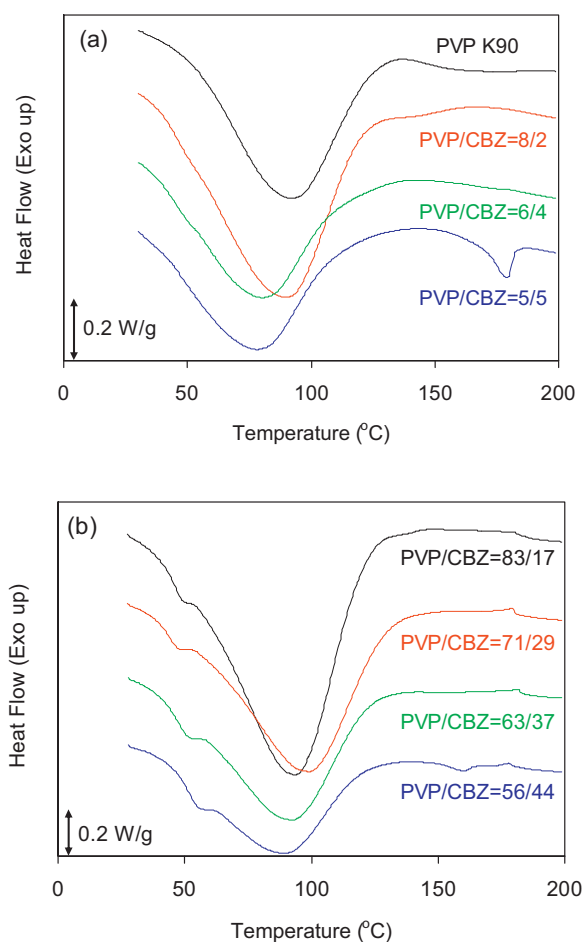 (a)
PVP K90
PVP/CBZ=8/2
PVP/CBZ=6/4
PVP/CBZ=5/5
Heat Flow (Exo up)
0.2 W/g
0 50 100 150 200
Temperature (°C)
(b)
PVP/CBZ=83/17
PVP/CBZ=71/29
PVP/CBZ=63/37
PVP/CBZ=56/44
Heat Flow (Exo up)
0.2 W/g
0 50 100 150 200
Temperature (°C)